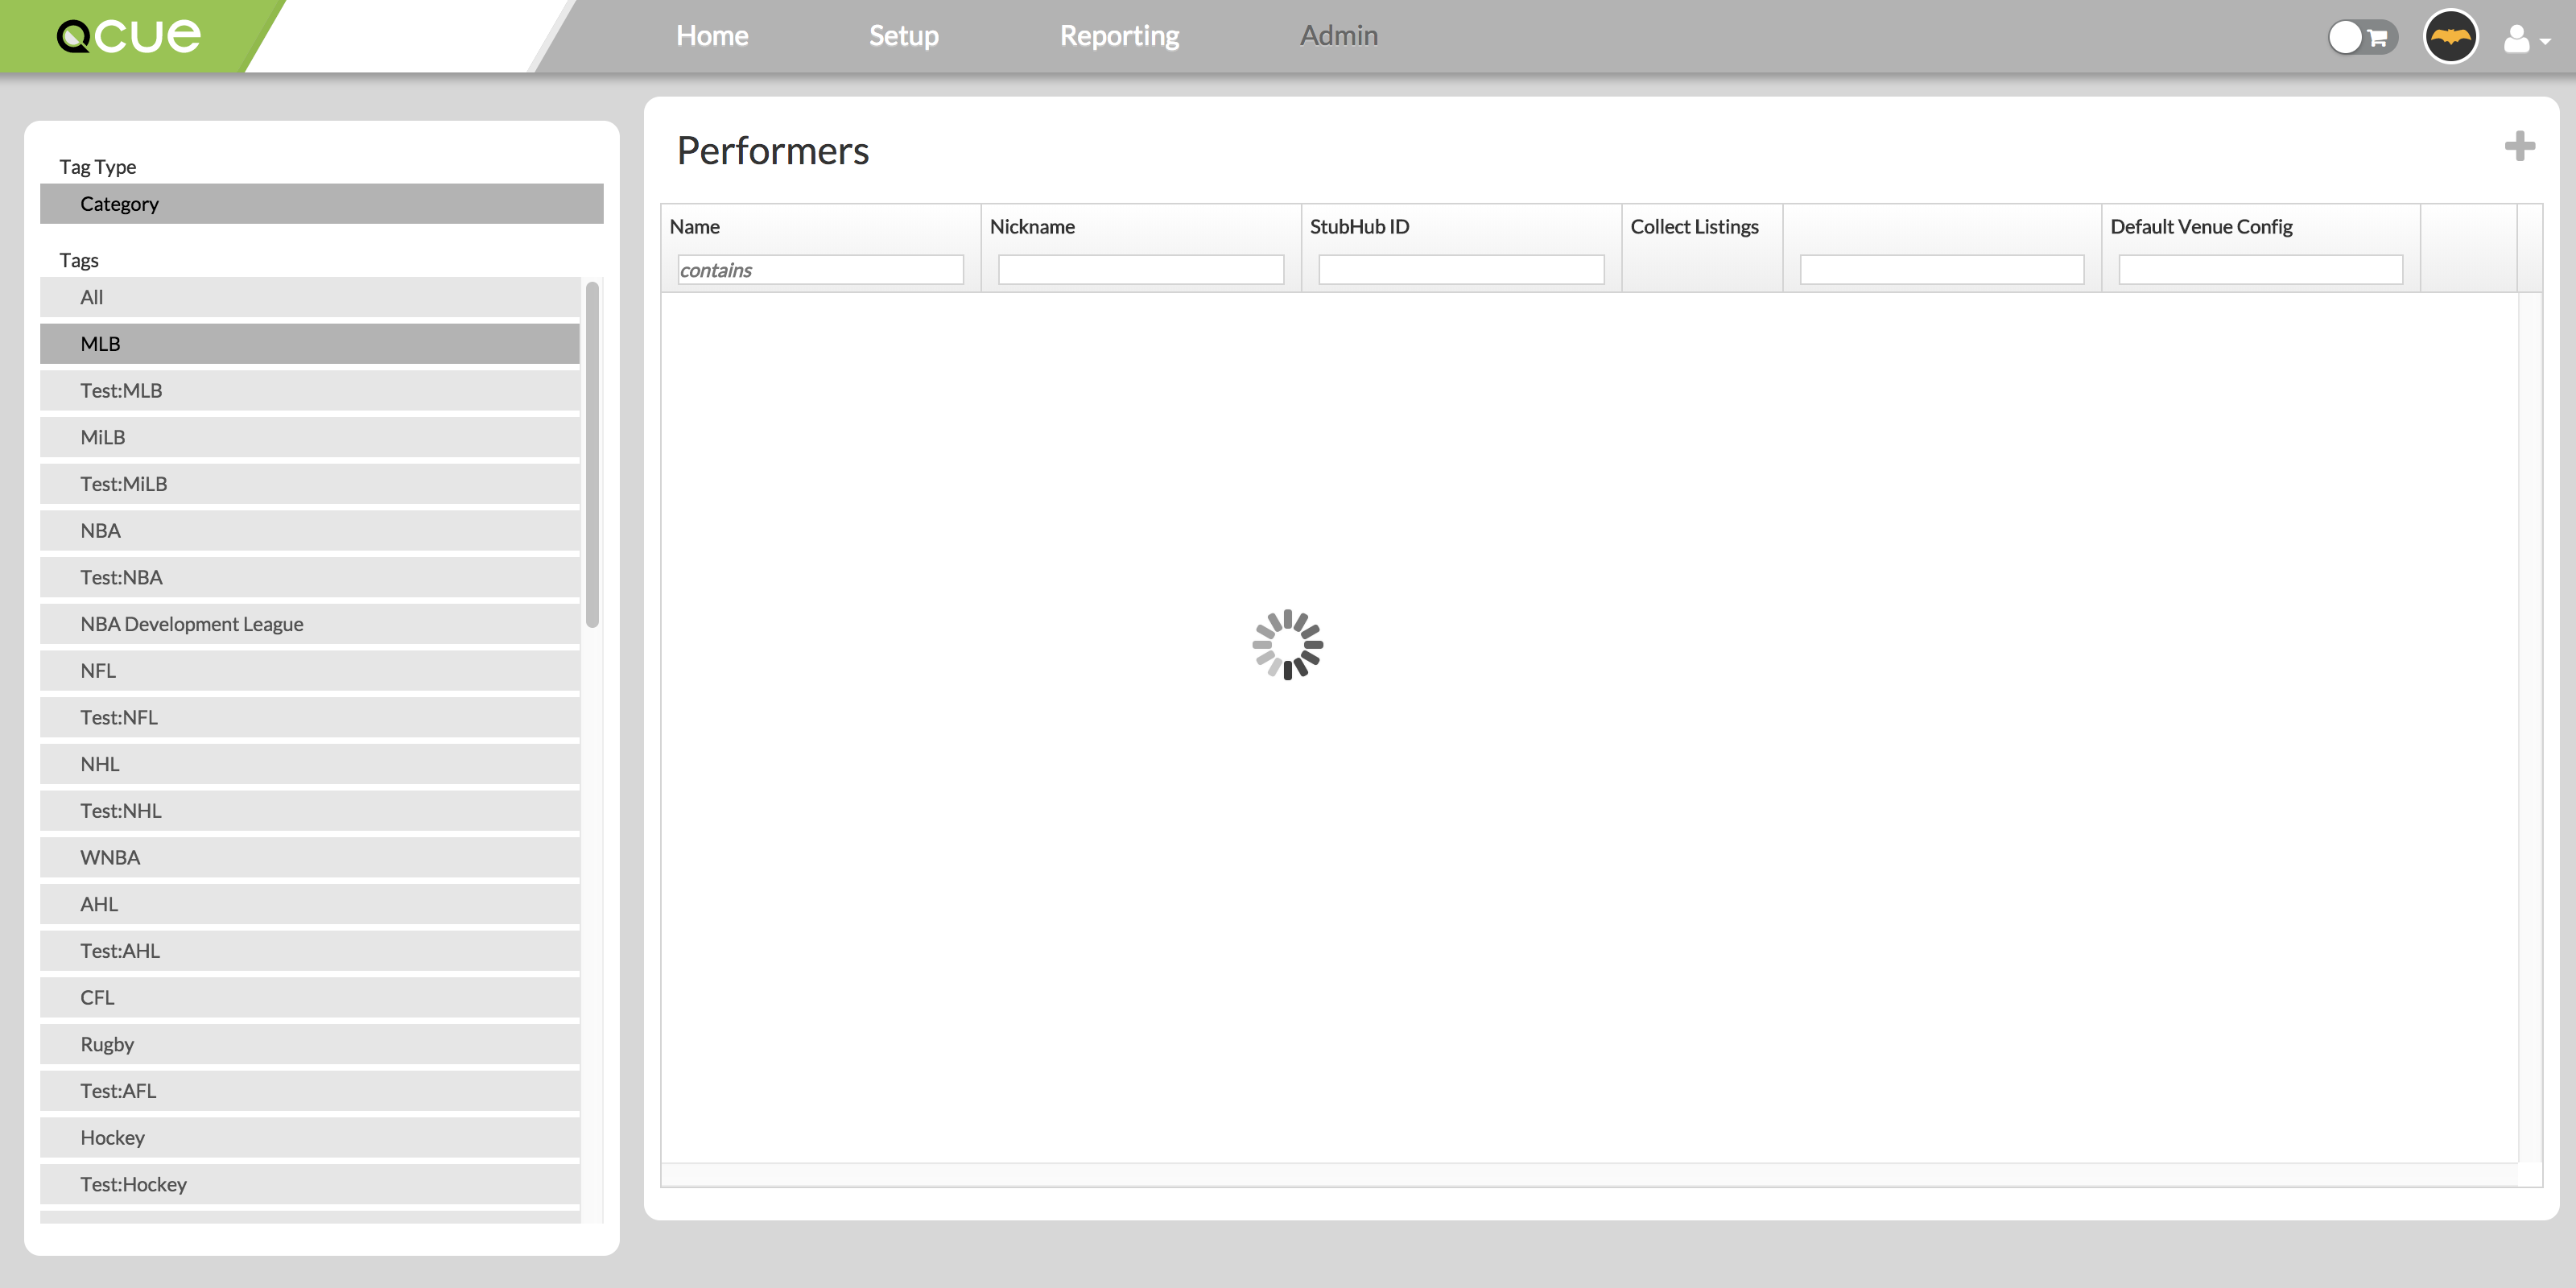 QCUE
Home Setup Reporting Admin
Tag Type
Category
Tags
All
MLB
Test:MLB
MiLB
Test:MiLB
NBA
Test:NBA
NBA Development League
NFL
Test:NFL
NHL
Test:NHL
WNBA
AHL
Test:AHL
CFL
Rugby
Test:AFL
Hockey
Test:Hockey
Performers
Name Nickname StubHub ID Collect Listings Default Venue Config
contains